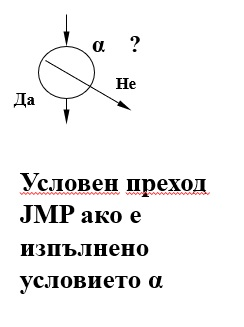 α ?
Не
Да
Условен преход
JMP ако е
изпълнено
условието α